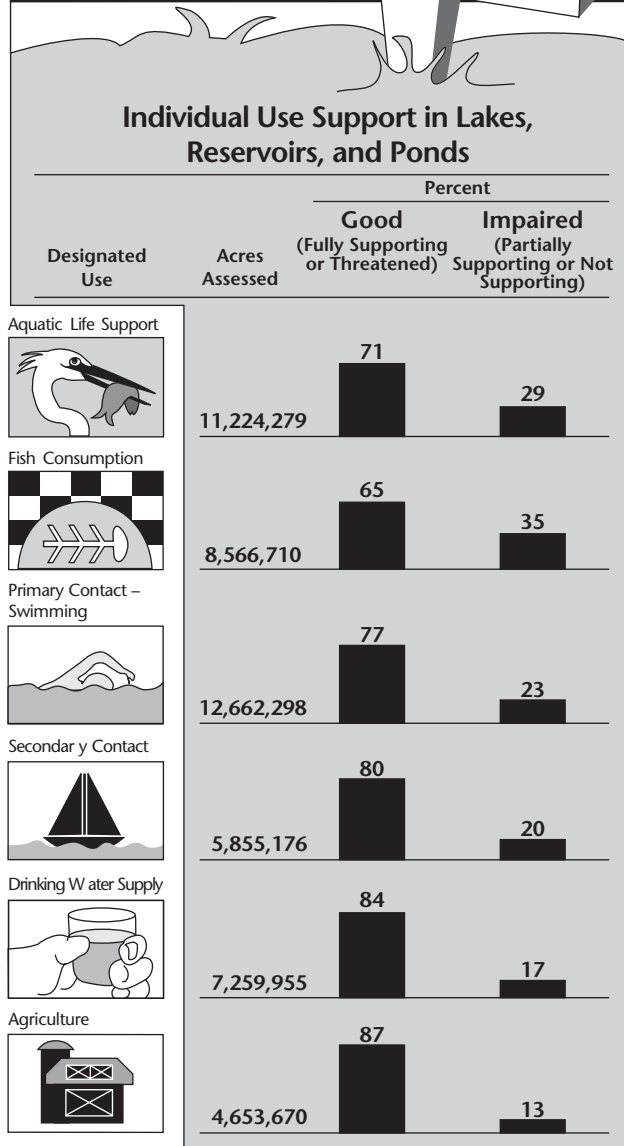 Individual Use Support in Lakes,
Reservoirs, and Ponds
Percent
Designated
Use
Acres
Assessed
Good
(Fully Supporting
or Threatened)
Impaired
(Partially
Supporting or Not
Supporting)
Aquatic Life Support
11,224,279
71
29
Fish Consumption
8,566,710
65
35
Primary Contact –
Swimming
12,662,298
77
23
Secondar y Contact
5,855,176
80
20
Drinking W ater Supply
7,259,955
84
17
Agriculture
4,653,670
87
13